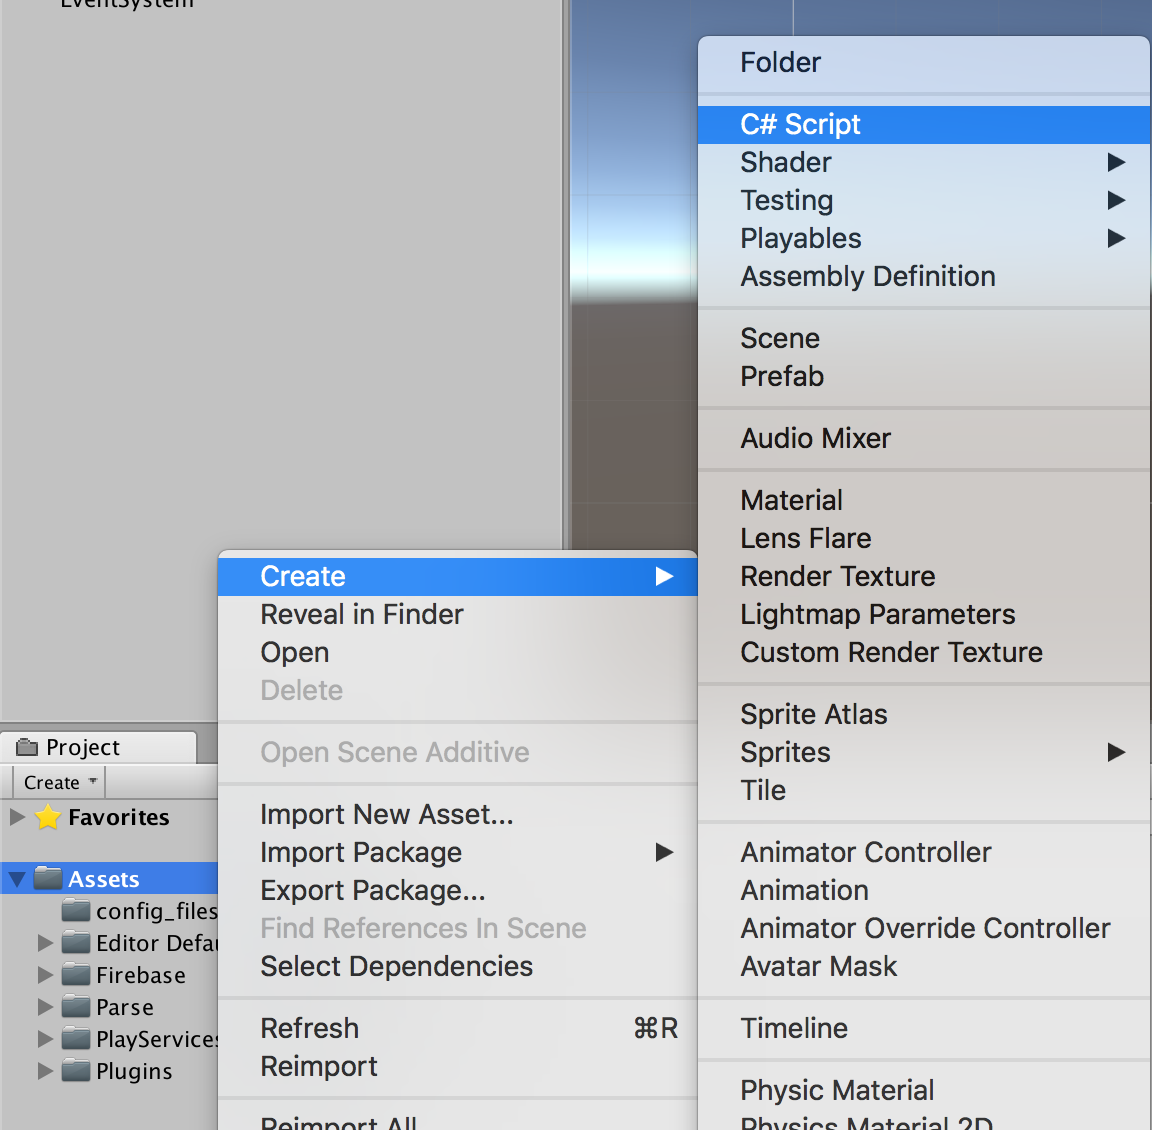 EventSystem
Project
Create
Favorites
Assets
config_files
Editor Defau
Firebase
Parse
PlayServices
Plugins
Create
Reveal in Finder
Open
Delete
Open Scene Additive
Import New Asset...
Import Package
Export Package...
Find References In Scene
Select Dependencies
Refresh ⌘R
Reimport
Reimport All
Folder
C# Script
Shader
Testing
Playables
Assembly Definition
Scene
Prefab
Audio Mixer
Material
Lens Flare
Render Texture
Lightmap Parameters
Custom Render Texture
Sprite Atlas
Sprites
Tile
Animator Controller
Animation
Animator Override Controller
Avatar Mask
Timeline
Physic Material
Physics Material 2D